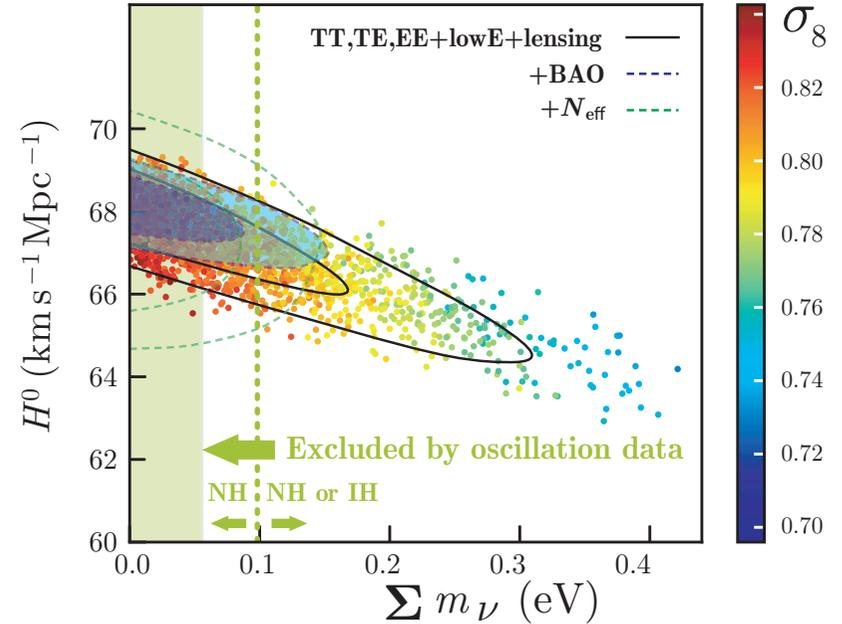 TT,TE,EE+lowE+lensing
+BAO
+N_eff
σ_8
0.82
0.80
0.78
0.76
0.74
0.72
0.70
H^0 (km s^−1 Mpc^−1)
70
68
66
64
62
60
Excluded by oscillation data
NH NH or IH
0.0 0.1 0.2 0.3 0.4
Σ m_ν (eV)